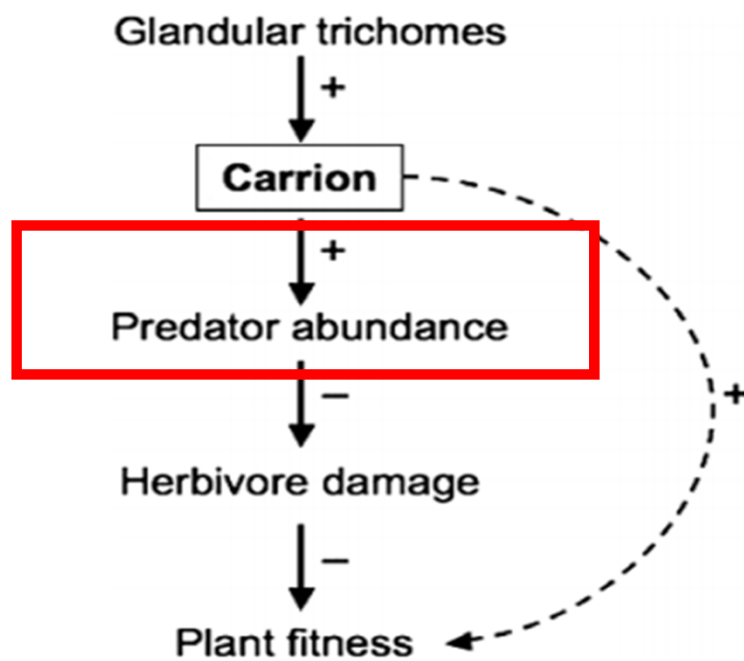 Glandular trichomes
+
Carrion
+
Predator abundance
−
+
Herbivore damage
−
Plant fitness